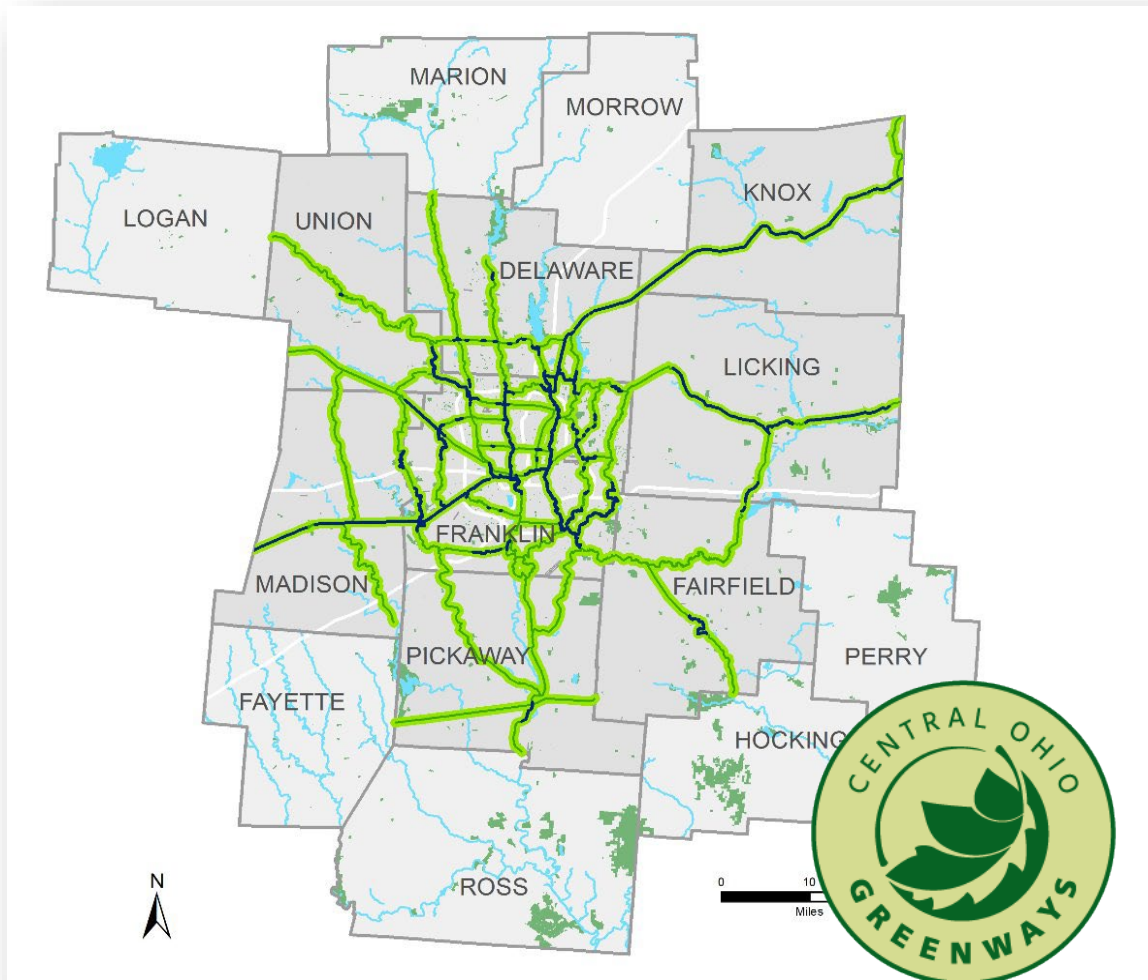 MARION
MORROW
KNOX
LOGAN
UNION
DELAWARE
LICKING
FRANKLIN
MADISON
FAIRFIELD
PICKAWAY
PERRY
FAYETTE
HOCKING
ROSS
N
0 10
Miles
CENTRAL OHIO
GREENWAYS